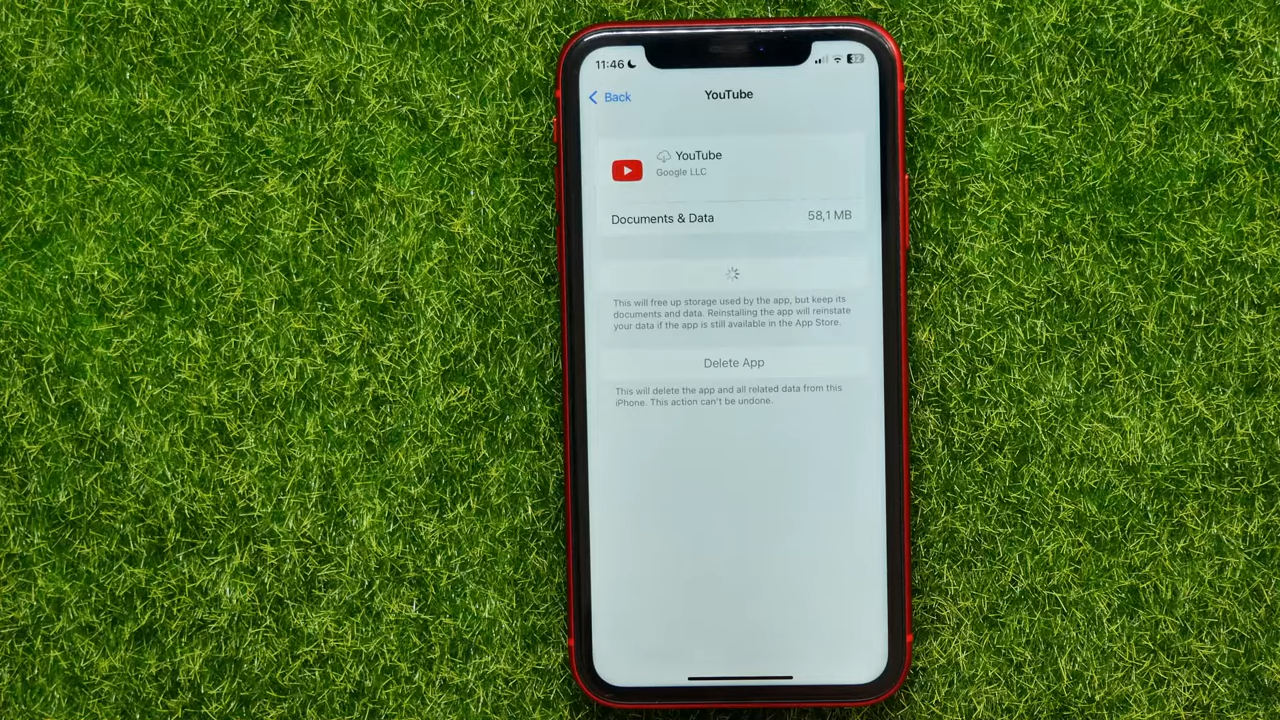 11:46
32
Back
YouTube
YouTube
Google LLC
Documents & Data 58,1 MB
This will free up storage used by the app, but keep its
documents and data. Reinstalling the app will reinstate
your data if the app is still available in the App Store.
Delete App
This will delete the app and all related data from this
iPhone. This action can't be undone.